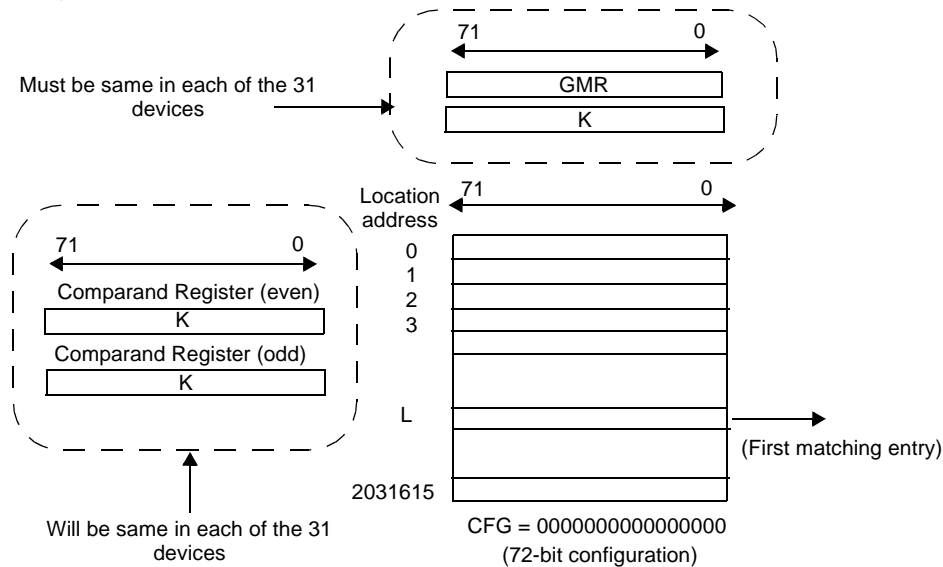 71 0
Must be same in each of the 31
devices
GMR
K
Location
address
71 0
0
1
2
3
L
2031615
71 0
Comparand Register (even)
K
Comparand Register (odd)
K
(First matching entry)
Will be same in each of the 31
devices
CFG = 0000000000000000
(72-bit configuration)